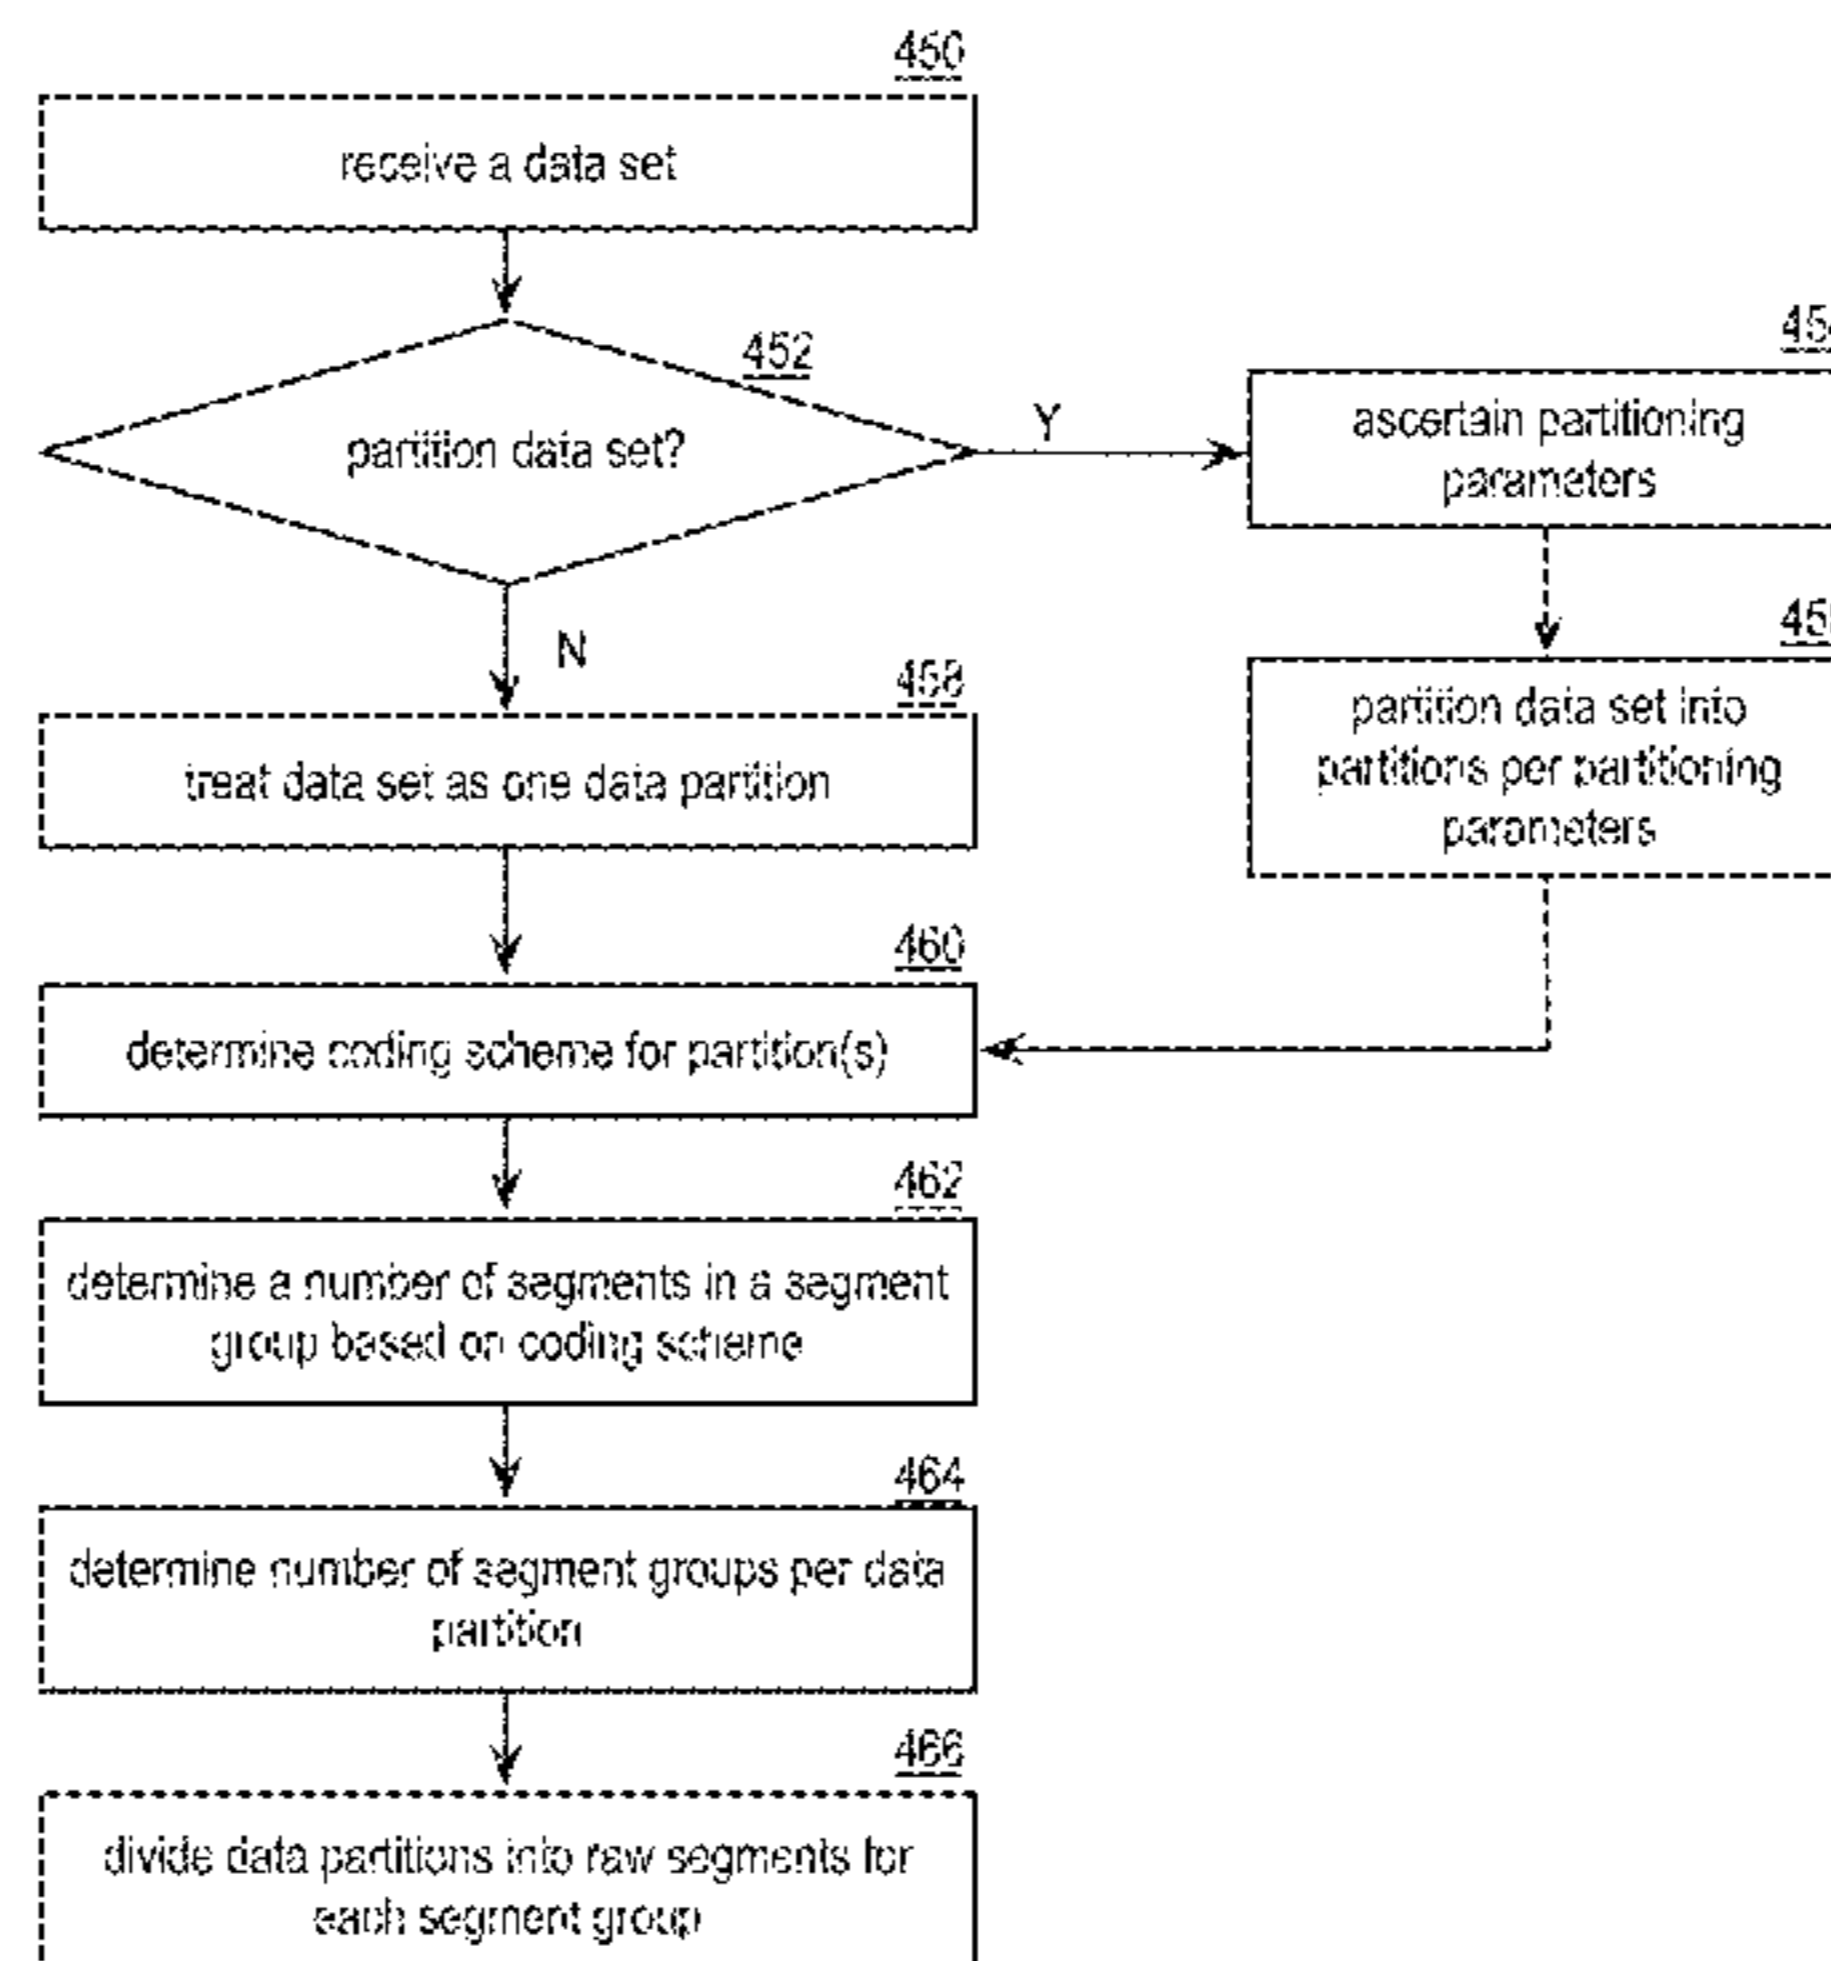 450
receive a data set
452
partition data set?
Y
N
ascertain partitioning
parameters
partition data set into
partitions per partitioning
parameters
458
treat data set as one data partition
460
determine coding scheme for partition(s)
462
determine a number of segments in a segment
group based on coding scheme
464
determine number of segment groups per data
partition
466
divide data partitions into raw segments for
each segment group